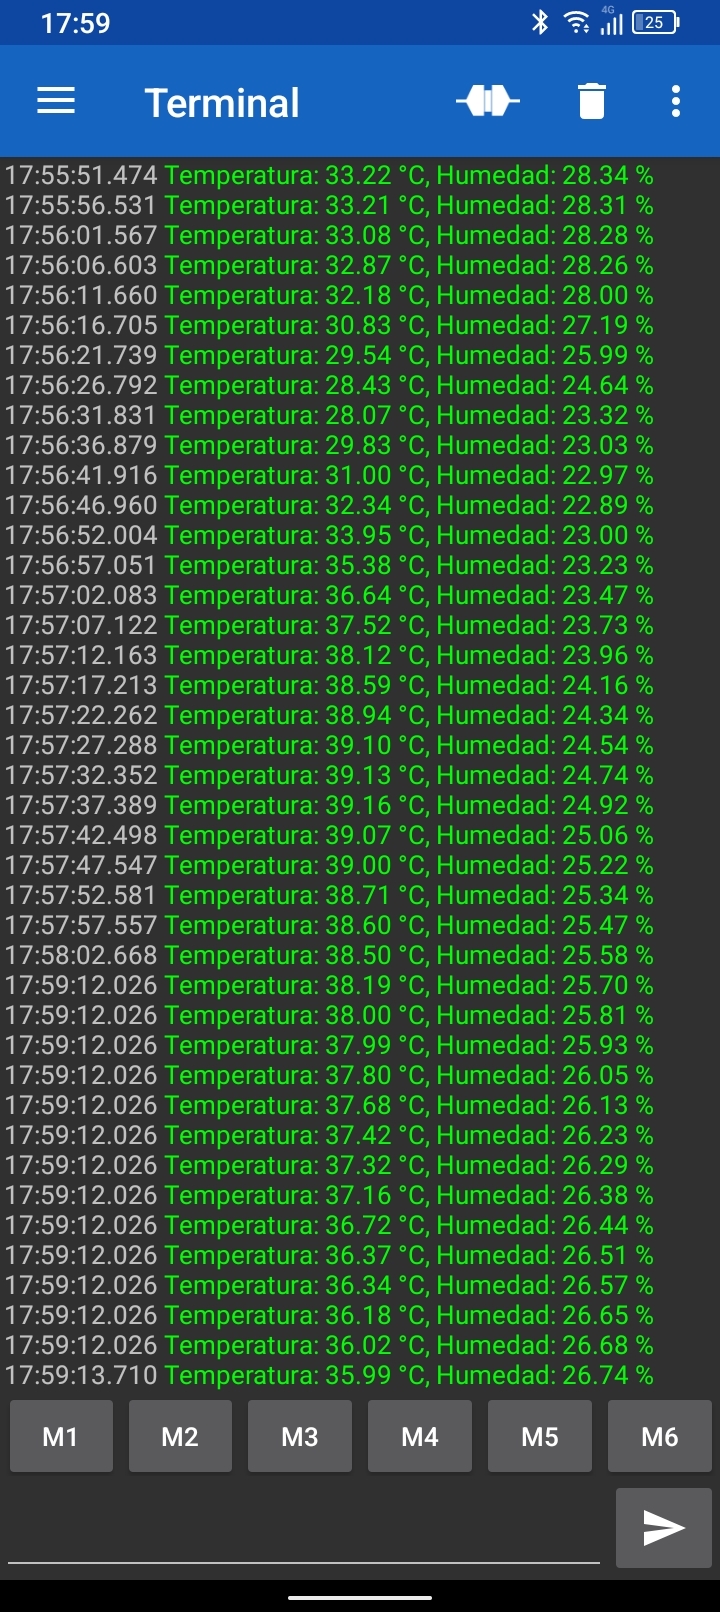 17:59
4G
25
Terminal
17:55:51.474 Temperatura: 33.22 °C, Humedad: 28.34 %
17:55:56.531 Temperatura: 33.21 °C, Humedad: 28.31 %
17:56:01.567 Temperatura: 33.08 °C, Humedad: 28.28 %
17:56:06.603 Temperatura: 32.87 °C, Humedad: 28.26 %
17:56:11.660 Temperatura: 32.18 °C, Humedad: 28.00 %
17:56:16.705 Temperatura: 30.83 °C, Humedad: 27.19 %
17:56:21.739 Temperatura: 29.54 °C, Humedad: 25.99 %
17:56:26.792 Temperatura: 28.43 °C, Humedad: 24.64 %
17:56:31.831 Temperatura: 28.07 °C, Humedad: 23.32 %
17:56:36.879 Temperatura: 29.83 °C, Humedad: 23.03 %
17:56:41.916 Temperatura: 31.00 °C, Humedad: 22.97 %
17:56:46.960 Temperatura: 32.34 °C, Humedad: 22.89 %
17:56:52.004 Temperatura: 33.95 °C, Humedad: 23.00 %
17:56:57.051 Temperatura: 35.38 °C, Humedad: 23.23 %
17:57:02.083 Temperatura: 36.64 °C, Humedad: 23.47 %
17:57:07.122 Temperatura: 37.52 °C, Humedad: 23.73 %
17:57:12.163 Temperatura: 38.12 °C, Humedad: 23.96 %
17:57:17.213 Temperatura: 38.59 °C, Humedad: 24.16 %
17:57:22.262 Temperatura: 38.94 °C, Humedad: 24.34 %
17:57:27.288 Temperatura: 39.10 °C, Humedad: 24.54 %
17:57:32.352 Temperatura: 39.13 °C, Humedad: 24.74 %
17:57:37.389 Temperatura: 39.16 °C, Humedad: 24.92 %
17:57:42.498 Temperatura: 39.07 °C, Humedad: 25.06 %
17:57:47.547 Temperatura: 39.00 °C, Humedad: 25.22 %
17:57:52.581 Temperatura: 38.71 °C, Humedad: 25.34 %
17:57:57.557 Temperatura: 38.60 °C, Humedad: 25.47 %
17:58:02.668 Temperatura: 38.50 °C, Humedad: 25.58 %
17:59:12.026 Temperatura: 38.19 °C, Humedad: 25.70 %
17:59:12.026 Temperatura: 38.00 °C, Humedad: 25.81 %
17:59:12.026 Temperatura: 37.99 °C, Humedad: 25.93 %
17:59:12.026 Temperatura: 37.80 °C, Humedad: 26.05 %
17:59:12.026 Temperatura: 37.68 °C, Humedad: 26.13 %
17:59:12.026 Temperatura: 37.42 °C, Humedad: 26.23 %
17:59:12.026 Temperatura: 37.32 °C, Humedad: 26.29 %
17:59:12.026 Temperatura: 37.16 °C, Humedad: 26.38 %
17:59:12.026 Temperatura: 36.72 °C, Humedad: 26.44 %
17:59:12.026 Temperatura: 36.37 °C, Humedad: 26.51 %
17:59:12.026 Temperatura: 36.34 °C, Humedad: 26.57 %
17:59:12.026 Temperatura: 36.18 °C, Humedad: 26.65 %
17:59:12.026 Temperatura: 36.02 °C, Humedad: 26.68 %
17:59:13.710 Temperatura: 35.99 °C, Humedad: 26.74 %
M1 M2 M3 M4 M5 M6